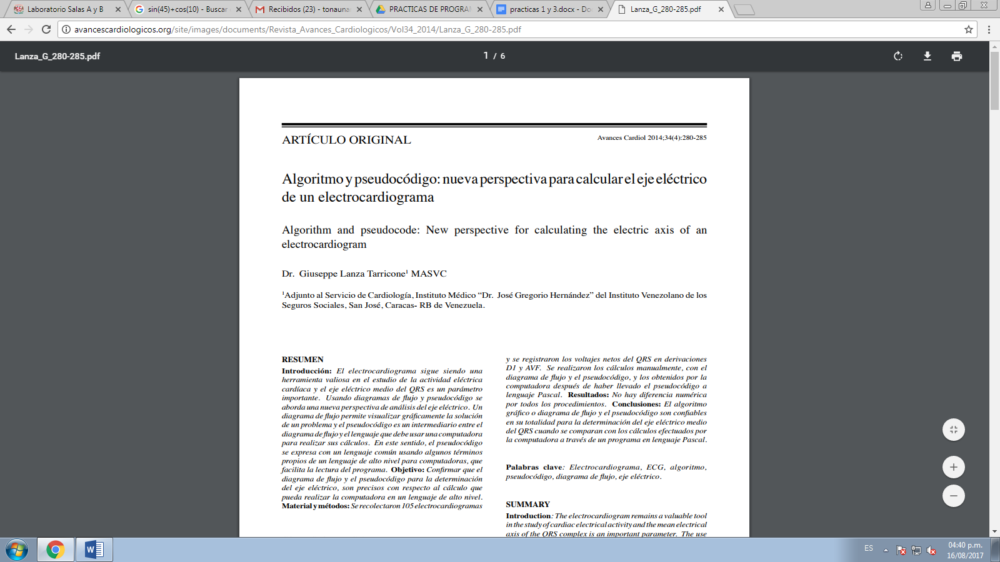 Laboratorio Salas A y B
sin(45)+cos(10) - Buscar
Recibidos (23) - tonauna
PRACTICAS DE PROGRA
practicas 1 y 3.docx - Do
Lanza_G_280-285.pdf
avancescardiologicos.org/site/images/documents/Revista_Avances_Cardiologicos/Vol34_2014/Lanza_G_280-285.pdf
Lanza_G_280-285.pdf
1 / 6
ARTÍCULO ORIGINAL
Avances Cardiol 2014;34(4):280-285
Algoritmo y pseudocódigo: nueva perspectiva para calcular el eje eléctrico
de un electrocardiograma
Algorithm and pseudocode: New perspective for calculating the electric axis of an
electrocardiogram
Dr. Giuseppe Lanza Tarricone1 MASVC
1Adjunto al Servicio de Cardiología, Instituto Médico “Dr. José Gregorio Hernández” del Instituto Venezolano de los
Seguros Sociales, San José, Caracas- RB de Venezuela.
RESUMEN
Introducción: El electrocardiograma sigue siendo una
herramienta valiosa en el estudio de la actividad eléctrica
cardíaca y el eje eléctrico medio del QRS es un parámetro
importante. Usando diagramas de flujo y pseudocódigo se
aborda una nueva perspectiva de análisis del eje eléctrico. Un
diagrama de flujo permite visualizar gráficamente la solución
de un problema y el pseudocódigo es un intermediario entre el
diagrama de flujo y el lenguaje que debe usar una computadora
para realizar sus cálculos. En este sentido, el pseudocódigo
se expresa con un lenguaje común usando algunos términos
propios de un lenguaje de alto nivel para computadoras, que
facilita la lectura del programa. Objetivo: Confirmar que el
diagrama de flujo y el pseudocódigo para la determinación
del eje eléctrico, son precisos con respecto al cálculo que
pueda realizar la computadora en un lenguaje de alto nivel.
Material y métodos: Se recolectaron 105 electrocardiogramas
y se registraron los voltajes netos del QRS en derivaciones
D1 y AVF. Se realizaron los cálculos manualmente, con el
diagrama de flujo y el pseudocódigo, y los obtenidos por la
computadora después de haber llevado el pseudocódigo a
lenguaje Pascal. Resultados: No hay diferencia numérica
por todos los procedimientos. Conclusiones: El algoritmo
gráfico o diagrama de flujo y el pseudocódigo son confiables
en su totalidad para la determinación del eje eléctrico medio
del QRS cuando se comparan con los cálculos efectuados por
la computadora a través de un programa en lenguaje Pascal.
Palabras clave: Electrocardiograma, ECG, algoritmo,
pseudocódigo, diagrama de flujo, eje eléctrico.
SUMMARY
Introduction: The electrocardiogram remains a valuable tool
in the study of cardiac electrical activity and the mean electrical
axis of the QRS complex is an important parameter. The use
ES
04:40 p.m.
16/08/2017